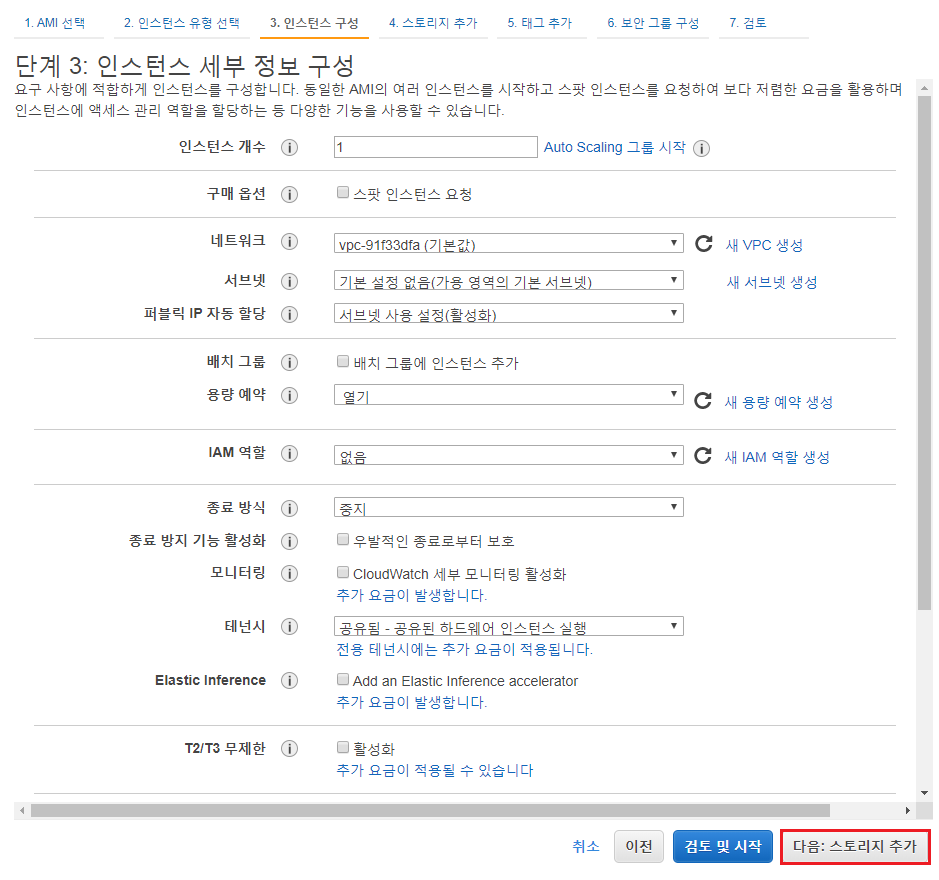 1. AMI 선택 2. 인스턴스 유형 선택 3. 인스턴스 구성 4. 스토리지 추가 5. 태그 추가 6. 보안 그룹 구성 7. 검토
단계 3: 인스턴스 세부 정보 구성
요구 사항에 적합하게 인스턴스를 구성합니다. 동일한 AMI의 여러 인스턴스를 시작하고 스팟 인스턴스를 요청하여 보다 저렴한 요금을 활용하며
인스턴스에 액세스 관리 역할을 할당하는 등 다양한 기능을 사용할 수 있습니다.
인스턴스 개수 i 1 Auto Scaling 그룹 시작 i
구매 옵션 i 스팟 인스턴스 요청
네트워크 i vpc-91f33dfa (기본값) 새 VPC 생성
서브넷 i 기본 설정 없음(가용 영역의 기본 서브넷) 새 서브넷 생성
퍼블릭 IP 자동 할당 i 서브넷 사용 설정(활성화)
배치 그룹 i 배치 그룹에 인스턴스 추가
용량 예약 i 열기 새 용량 예약 생성
IAM 역할 i 없음 새 IAM 역할 생성
종료 방식 i 중지
종료 방지 기능 활성화 i 우발적인 종료로부터 보호
모니터링 i CloudWatch 세부 모니터링 활성화
추가 요금이 발생합니다.
테넌시 i 공유됨 - 공유된 하드웨어 인스턴스 실행
전용 테넌시에는 추가 요금이 적용됩니다.
Elastic Inference i Add an Elastic Inference accelerator
추가 요금이 발생합니다.
T2/T3 무제한 i 활성화
추가 요금이 적용될 수 있습니다
취소 이전 검토 및 시작 다음: 스토리지 추가